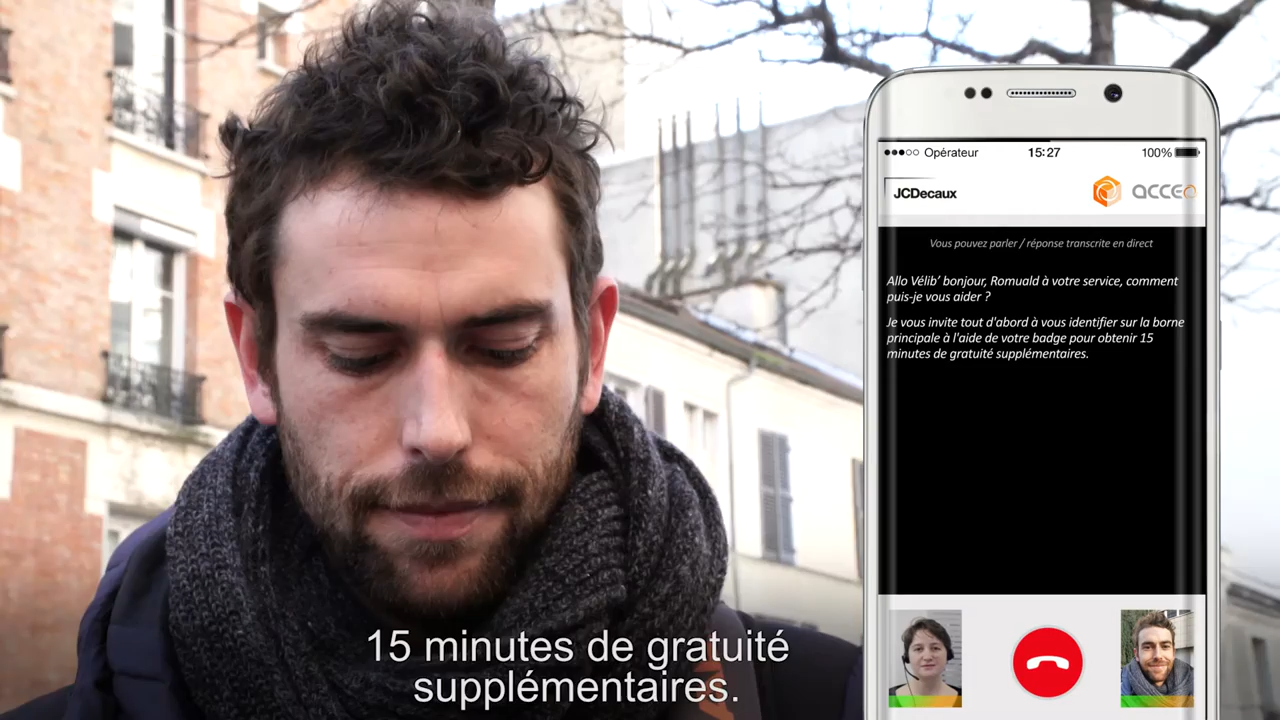 Opérateur
15:27
100%
JCDecaux
acceo
Vous pouvez parler / réponse transcrite en direct
Allo Vélib’ bonjour, Romuald à votre service, comment
puis-je vous aider ?
Je vous invite tout d'abord à vous identifier sur la borne
principale à l'aide de votre badge pour obtenir 15
minutes de gratuité supplémentaires.
15 minutes de gratuité
supplémentaires.